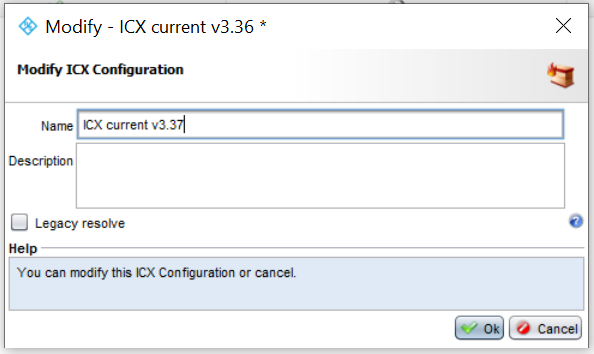 Modify - ICX current v3.36 *
Modify ICX Configuration
Name ICX current v3.37
Description
Legacy resolve
Help
You can modify this ICX Configuration or cancel.
Ok Cancel